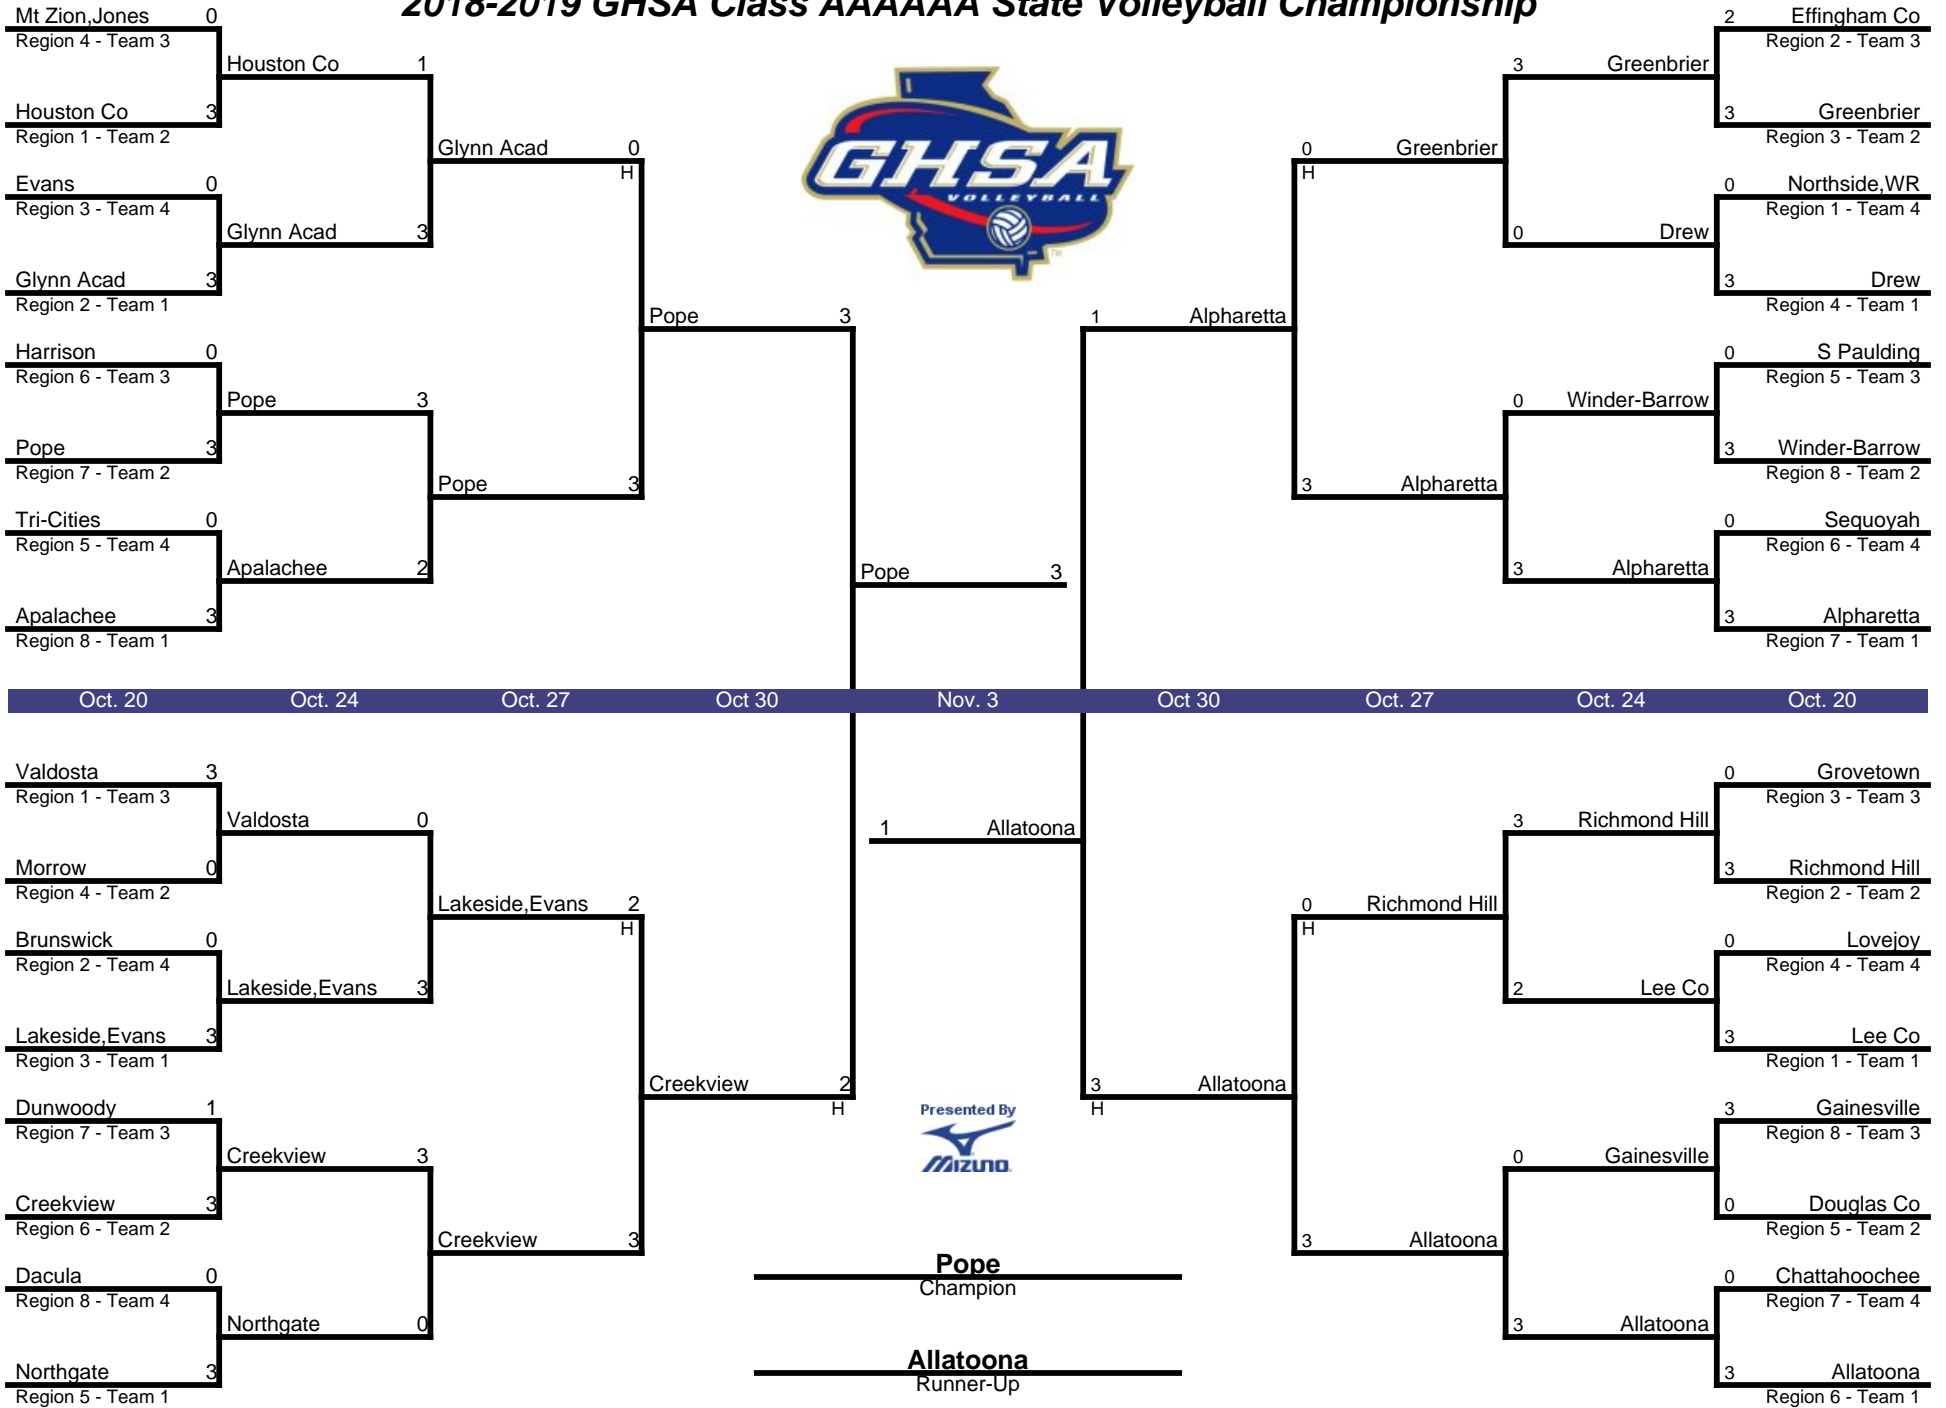 2018-2019 GHSA Class AAAAAA State Volleyball Championship
Mt Zion,Jones 0
Region 4 - Team 3
Houston Co 3
Region 1 - Team 2
Evans 0
Region 3 - Team 4
Glynn Acad 3
Region 2 - Team 1
Harrison 0
Region 6 - Team 3
Pope 3
Region 7 - Team 2
Tri-Cities 0
Region 5 - Team 4
Apalachee 3
Region 8 - Team 1
Houston Co 1
Glynn Acad 3
Pope 3
Apalachee 2
Glynn Acad 0
H
Pope 3
Pope 3
Pope 3
GHSA
VOLLEYBALL
TM
1 Alpharetta
0 Greenbrier
H
3 Alpharetta
3 Greenbrier
0 Drew
0 Winder-Barrow
3 Alpharetta
2 Effingham Co
Region 2 - Team 3
3 Greenbrier
Region 3 - Team 2
0 Northside,WR
Region 1 - Team 4
3 Drew
Region 4 - Team 1
0 S Paulding
Region 5 - Team 3
3 Winder-Barrow
Region 8 - Team 2
0 Sequoyah
Region 6 - Team 4
3 Alpharetta
Region 7 - Team 1
Oct. 20 Oct. 24 Oct. 27 Oct 30 Nov. 3 Oct 30 Oct. 27 Oct. 24 Oct. 20
Valdosta 3
Region 1 - Team 3
Morrow 0
Region 4 - Team 2
Brunswick 0
Region 2 - Team 4
Lakeside,Evans 3
Region 3 - Team 1
Dunwoody 1
Region 7 - Team 3
Creekview 3
Region 6 - Team 2
Dacula 0
Region 8 - Team 4
Northgate 3
Region 5 - Team 1
Valdosta 0
Lakeside,Evans 3
Creekview 3
Northgate 0
Lakeside,Evans 2
H
Creekview 3
Creekview 2
H
1 Allatoona
Presented By
MIZUNO
Pope
Champion
Allatoona
Runner-Up
3 Allatoona
H
0 Richmond Hill
H
3 Allatoona
3 Richmond Hill
2 Lee Co
0 Gainesville
3 Allatoona
0 Grovetown
Region 3 - Team 3
3 Richmond Hill
Region 2 - Team 2
0 Lovejoy
Region 4 - Team 4
3 Lee Co
Region 1 - Team 1
3 Gainesville
Region 8 - Team 3
0 Douglas Co
Region 5 - Team 2
0 Chattahoochee
Region 7 - Team 4
3 Allatoona
Region 6 - Team 1